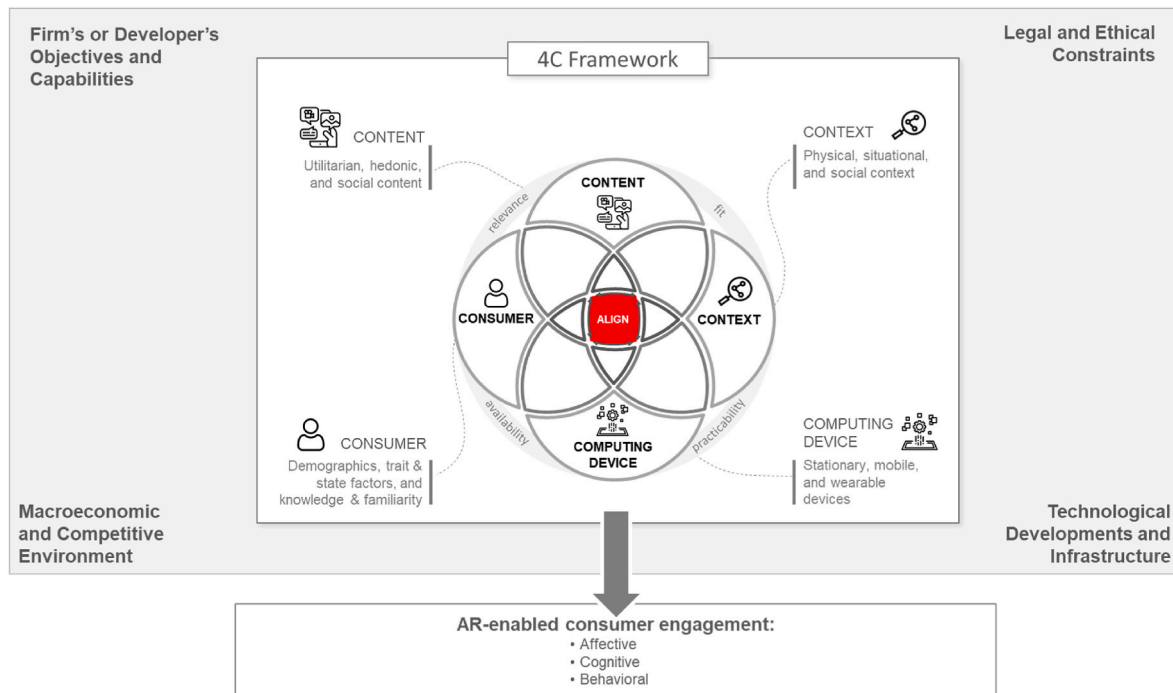 Firm's or Developer's
Objectives and
Capabilities
Legal and Ethical
Constraints
4C Framework
CONTENT
Utilitarian, hedonic,
and social content
CONTEXT
Physical, situational,
and social context
CONTENT
relevance
fit
CONSUMER
ALIGN
CONTEXT
availability
practicability
COMPUTING
DEVICE
CONSUMER
Demographics, trait &
state factors, and
knowledge & familiarity
COMPUTING
DEVICE
Stationary, mobile,
and wearable
devices
Macroeconomic
and Competitive
Environment
Technological
Developments and
Infrastructure
AR-enabled consumer engagement:
• Affective
• Cognitive
• Behavioral